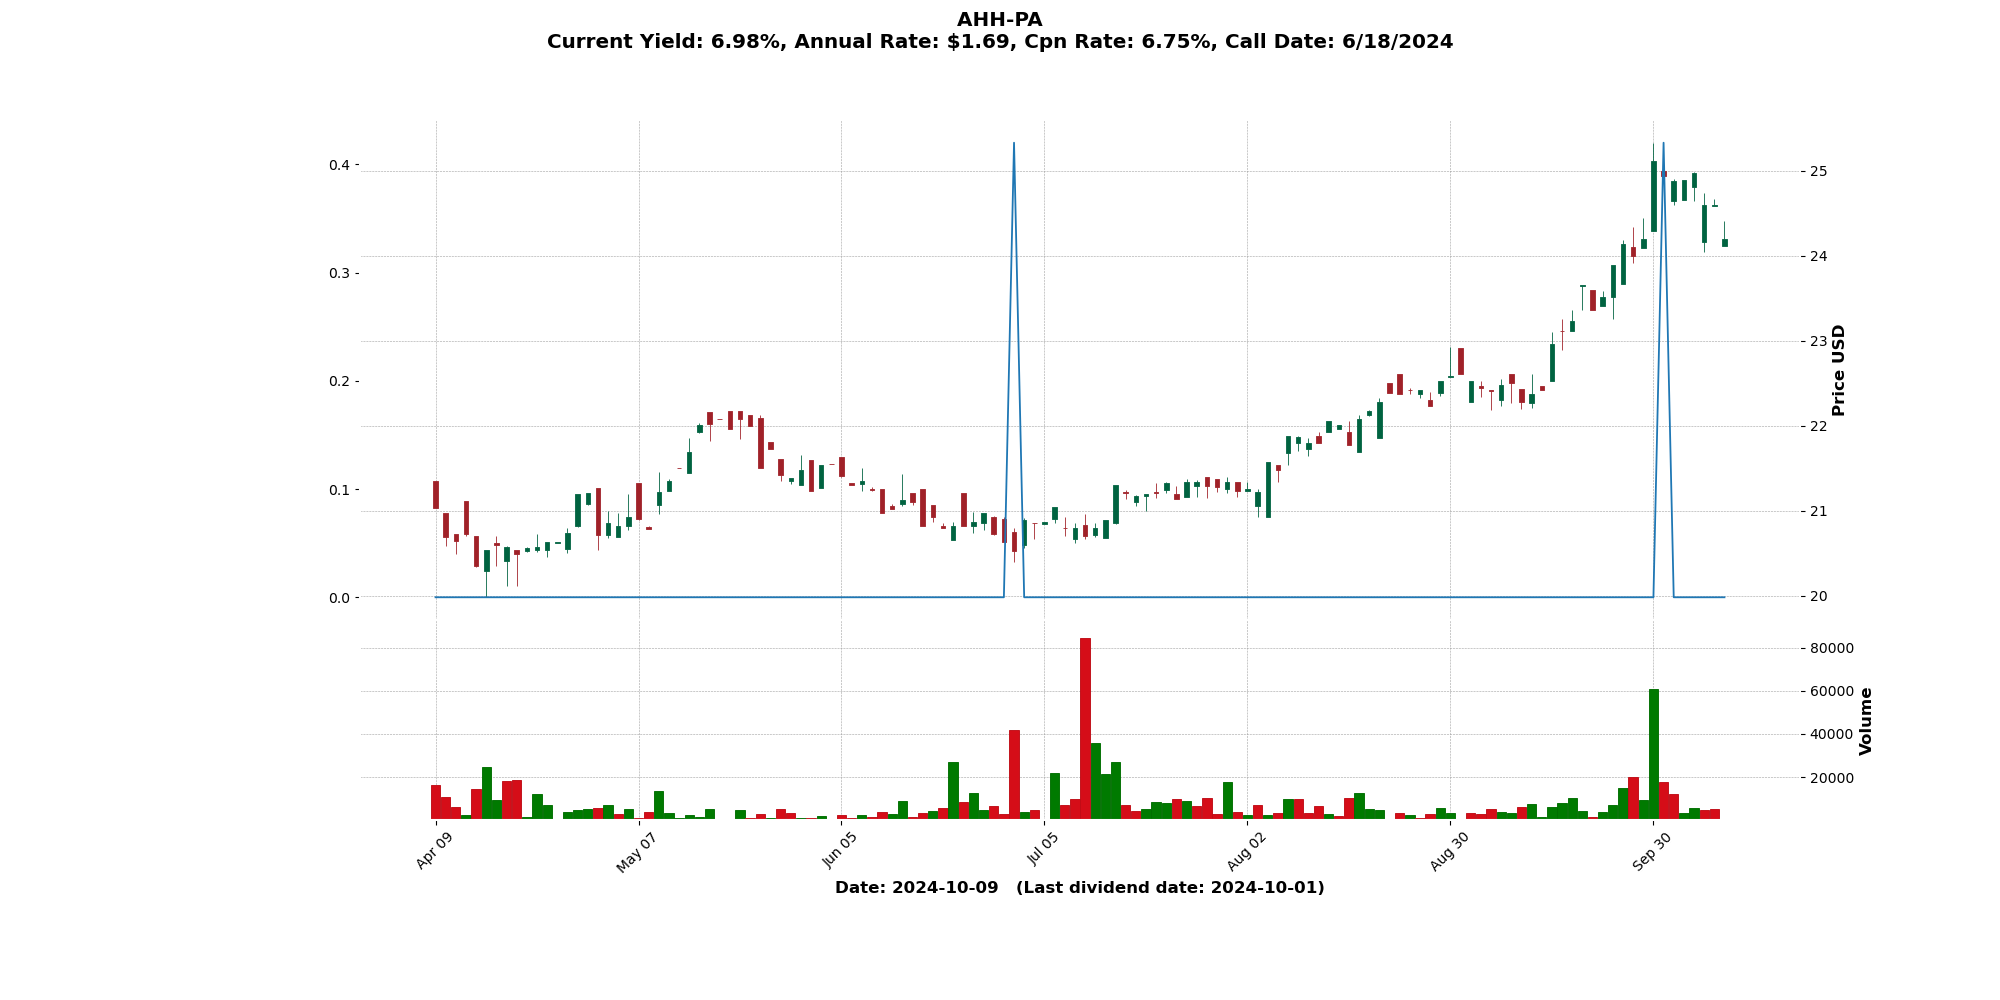 AHH-PA
Current Yield: 6.98%, Annual Rate: $1.69, Cpn Rate: 6.75%, Call Date: 6/18/2024
0.4
0.3
0.2
0.1
0.0
25
24
23
22
21
20
Price USD
80000
60000
40000
20000
Volume
Apr 09
May 07
Jun 05
Jul 05
Aug 02
Aug 30
Sep 30
Date: 2024-10-09 (Last dividend date: 2024-10-01)